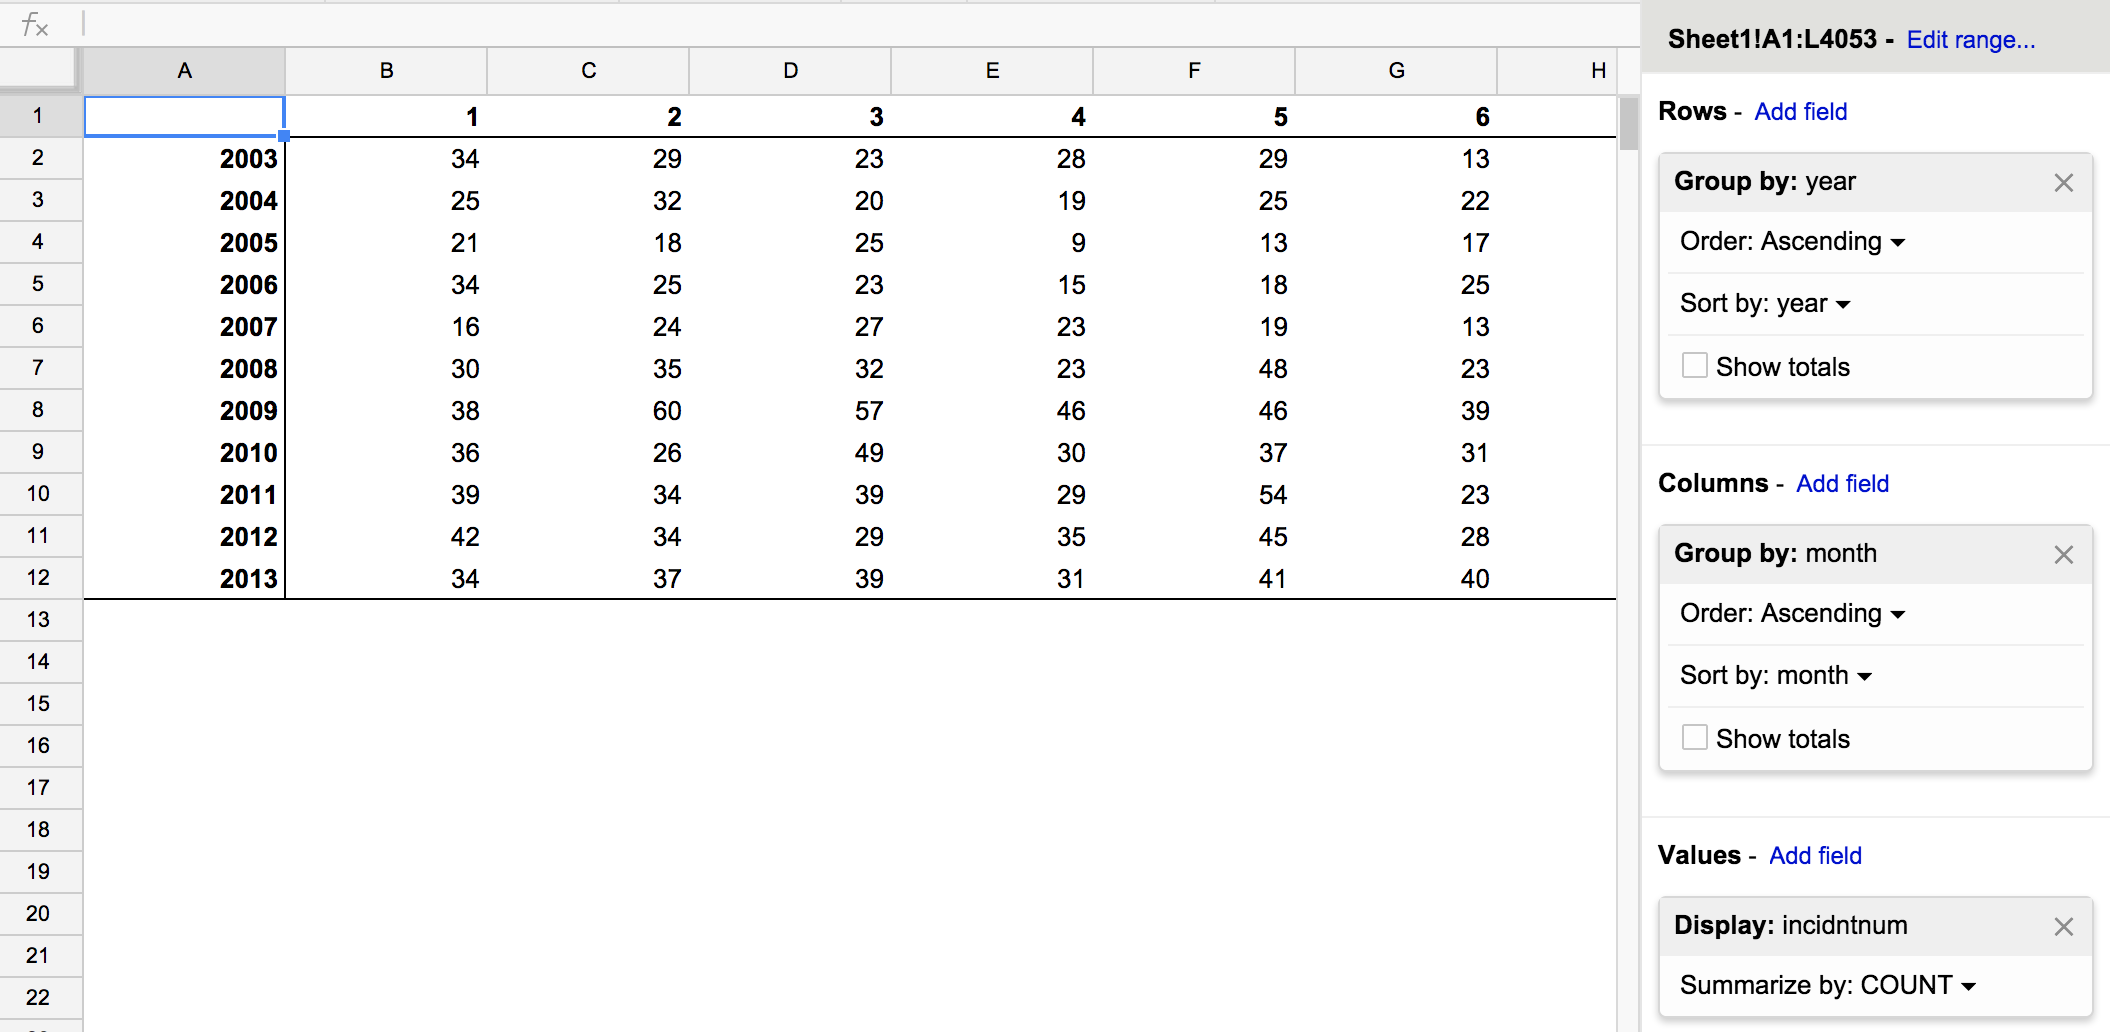 fx
Sheet1!A1:L4053 - Edit range...
A B C D E F G H
1 1 2 3 4 5 6
2 2003 34 29 23 28 29 13
3 2004 25 32 20 19 25 22
4 2005 21 18 25 9 13 17
5 2006 34 25 23 15 18 25
6 2007 16 24 27 23 19 13
7 2008 30 35 32 23 48 23
8 2009 38 60 57 46 46 39
9 2010 36 26 49 30 37 31
10 2011 39 34 39 29 54 23
11 2012 42 34 29 35 45 28
12 2013 34 37 39 31 41 40
13
14
15
16
17
18
19
20
21
22
Rows - Add field
Group by: year
Order: Ascending
Sort by: year
Show totals
Columns - Add field
Group by: month
Order: Ascending
Sort by: month
Show totals
Values - Add field
Display: incidntnum
Summarize by: COUNT